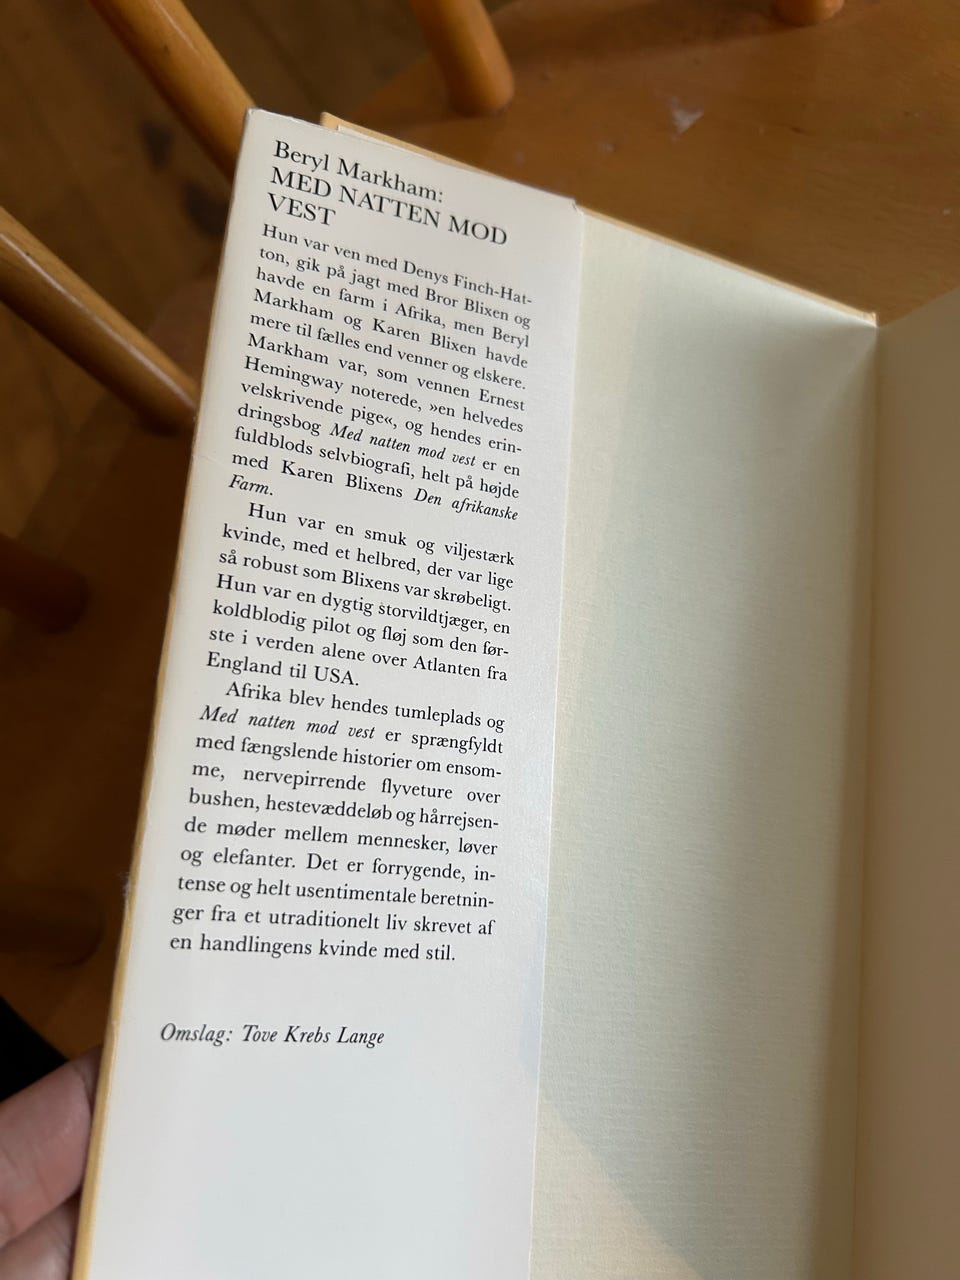 Beryl Markham:
MED NATTEN MOD
VEST
Hun var ven med Denys Finch-Hat-
ton, gik på jagt med Bror Blixen og
havde en farm i Afrika, men Beryl
Markham og Karen Blixen havde
mere til fælles end venner og elskere.
Markham var, som vennen Ernest
Hemingway noterede, »en helvedes
velskrivende pige«, og hendes erin-
dringsbog Med natten mod vest er en
fuldblods selvbiografi, helt på højde
med Karen Blixens Den afrikanske
Farm.
Hun var en smuk og viljestærk
kvinde, med et helbred, der var lige
så robust som Blixens var skrøbeligt.
Hun var en dygtig storvildtjæger, en
koldblodig pilot og fløj som den før-
ste i verden alene over Atlanten fra
England til USA.
Afrika blev hendes tumleplads og
Med natten mod vest er sprængfyldt
med fængslende historier om ensom-
me, nervepirrende flyveture over
bushen, hestevæddeløb og hårrejsen-
de møder mellem mennesker, løver
og elefanter. Det er forrygende, in-
tense og helt usentimentale beretnin-
ger fra et utraditionelt liv skrevet af
en handlingens kvinde med stil.
Omslag: Tove Krebs Lange